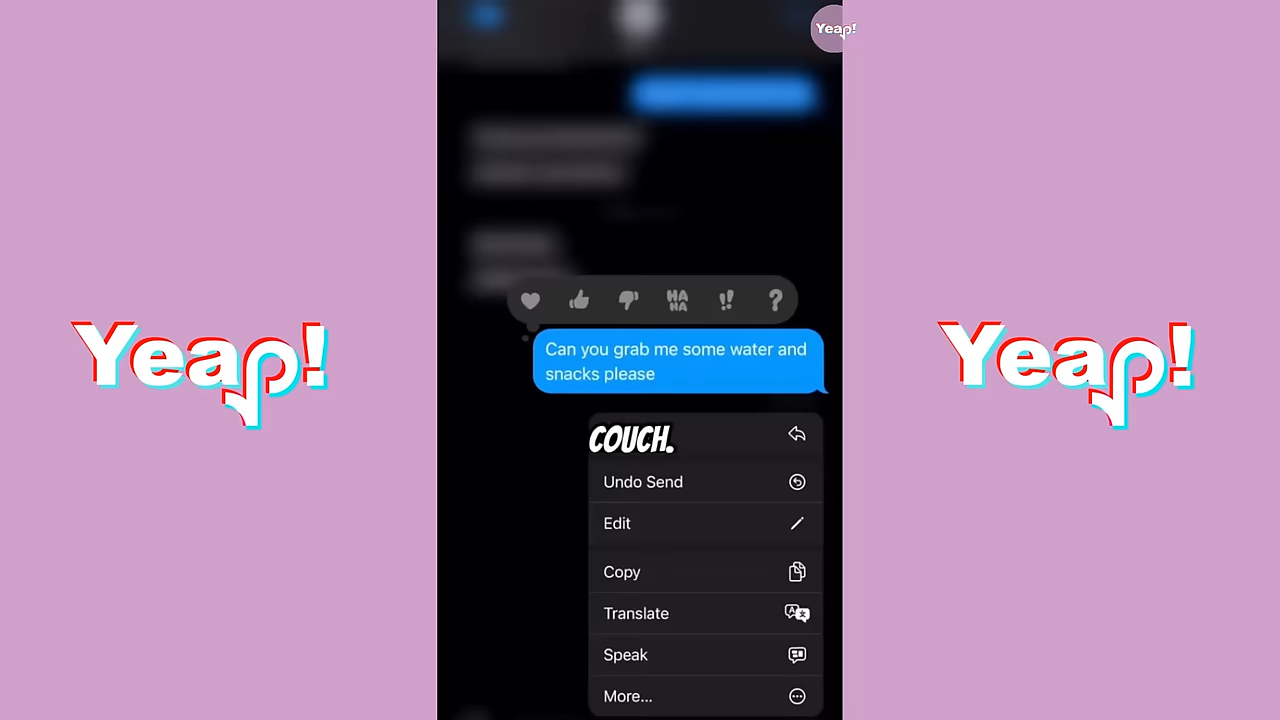 Yeap!
HA
HA
Can you grab me some water and
snacks please
COUCH.
Undo Send
Edit
Copy
Translate
Speak
More...
Yeap!
Yeap!